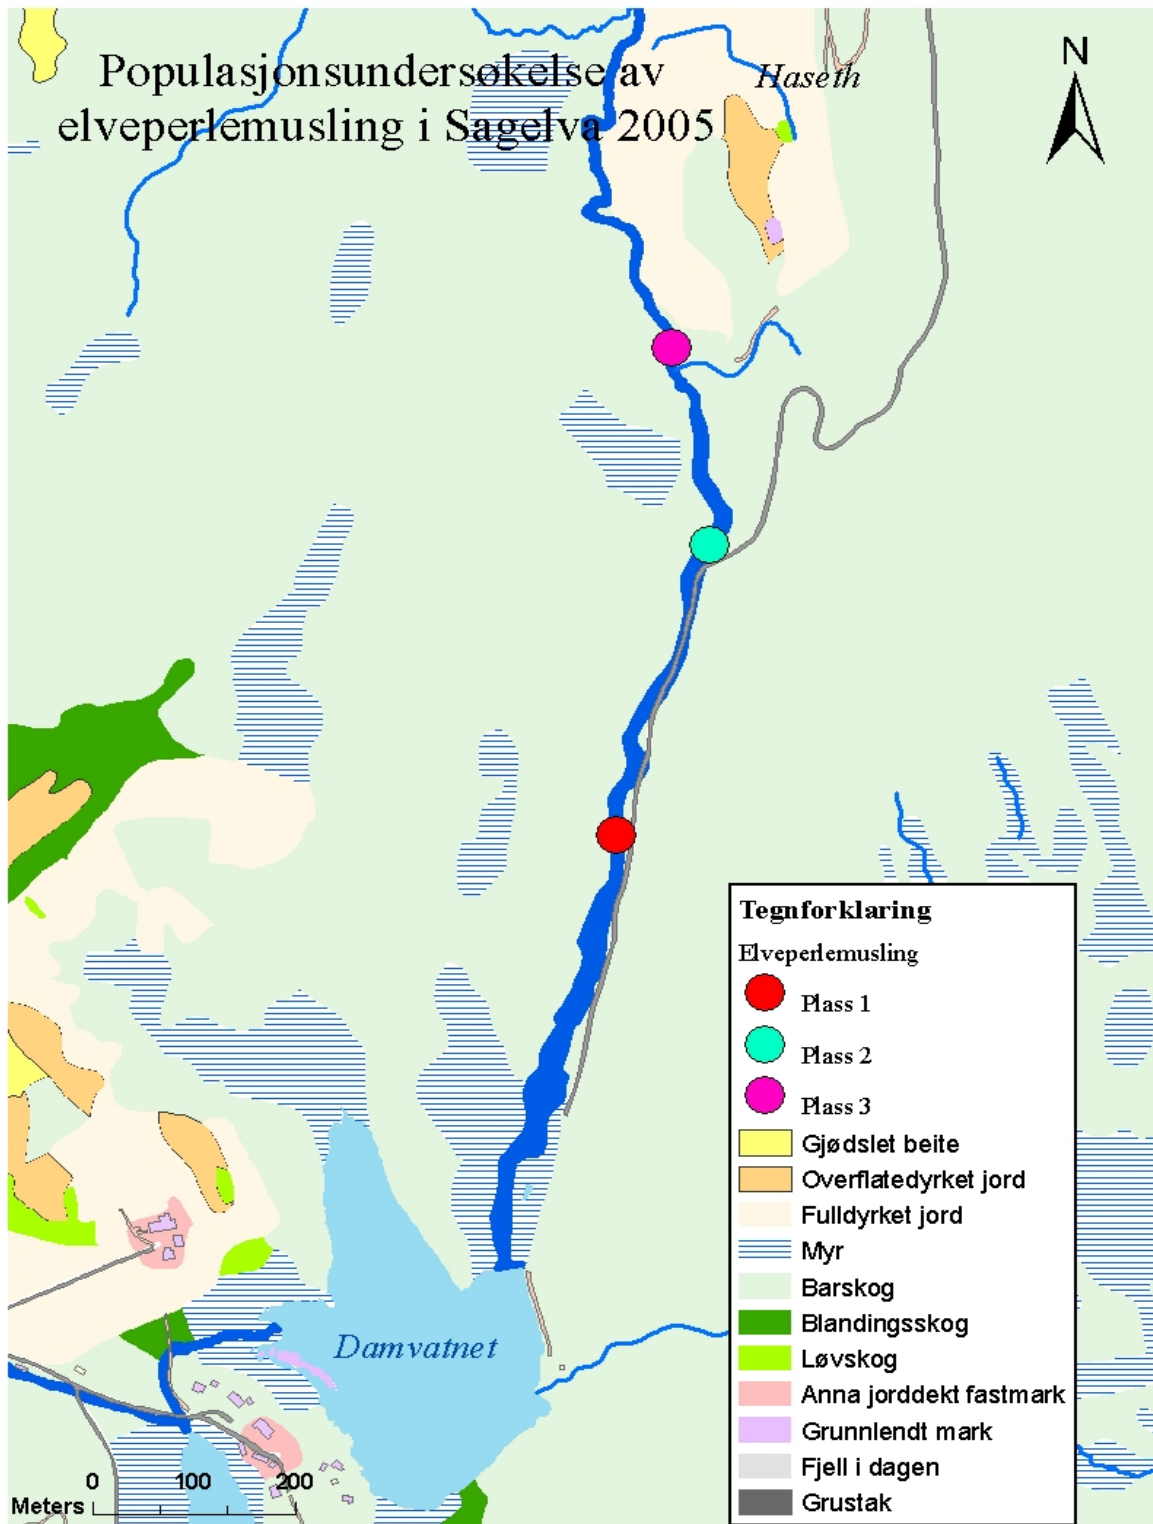 Populasjonsundersøkelse av
elveperlemusling i Sagelva 2005
Haseth
N
Tegnforklaring
Elveperlemusling
Plass 1
Plass 2
Plass 3
Gjødslet beite
Overflatedyrket jord
Fulldyrket jord
Myr
Barskog
Blandingsskog
Løvskog
Anna jorddekt fastmark
Grunnlendt mark
Fjell i dagen
Grustak
Damvatnet
0 100 200
Meters